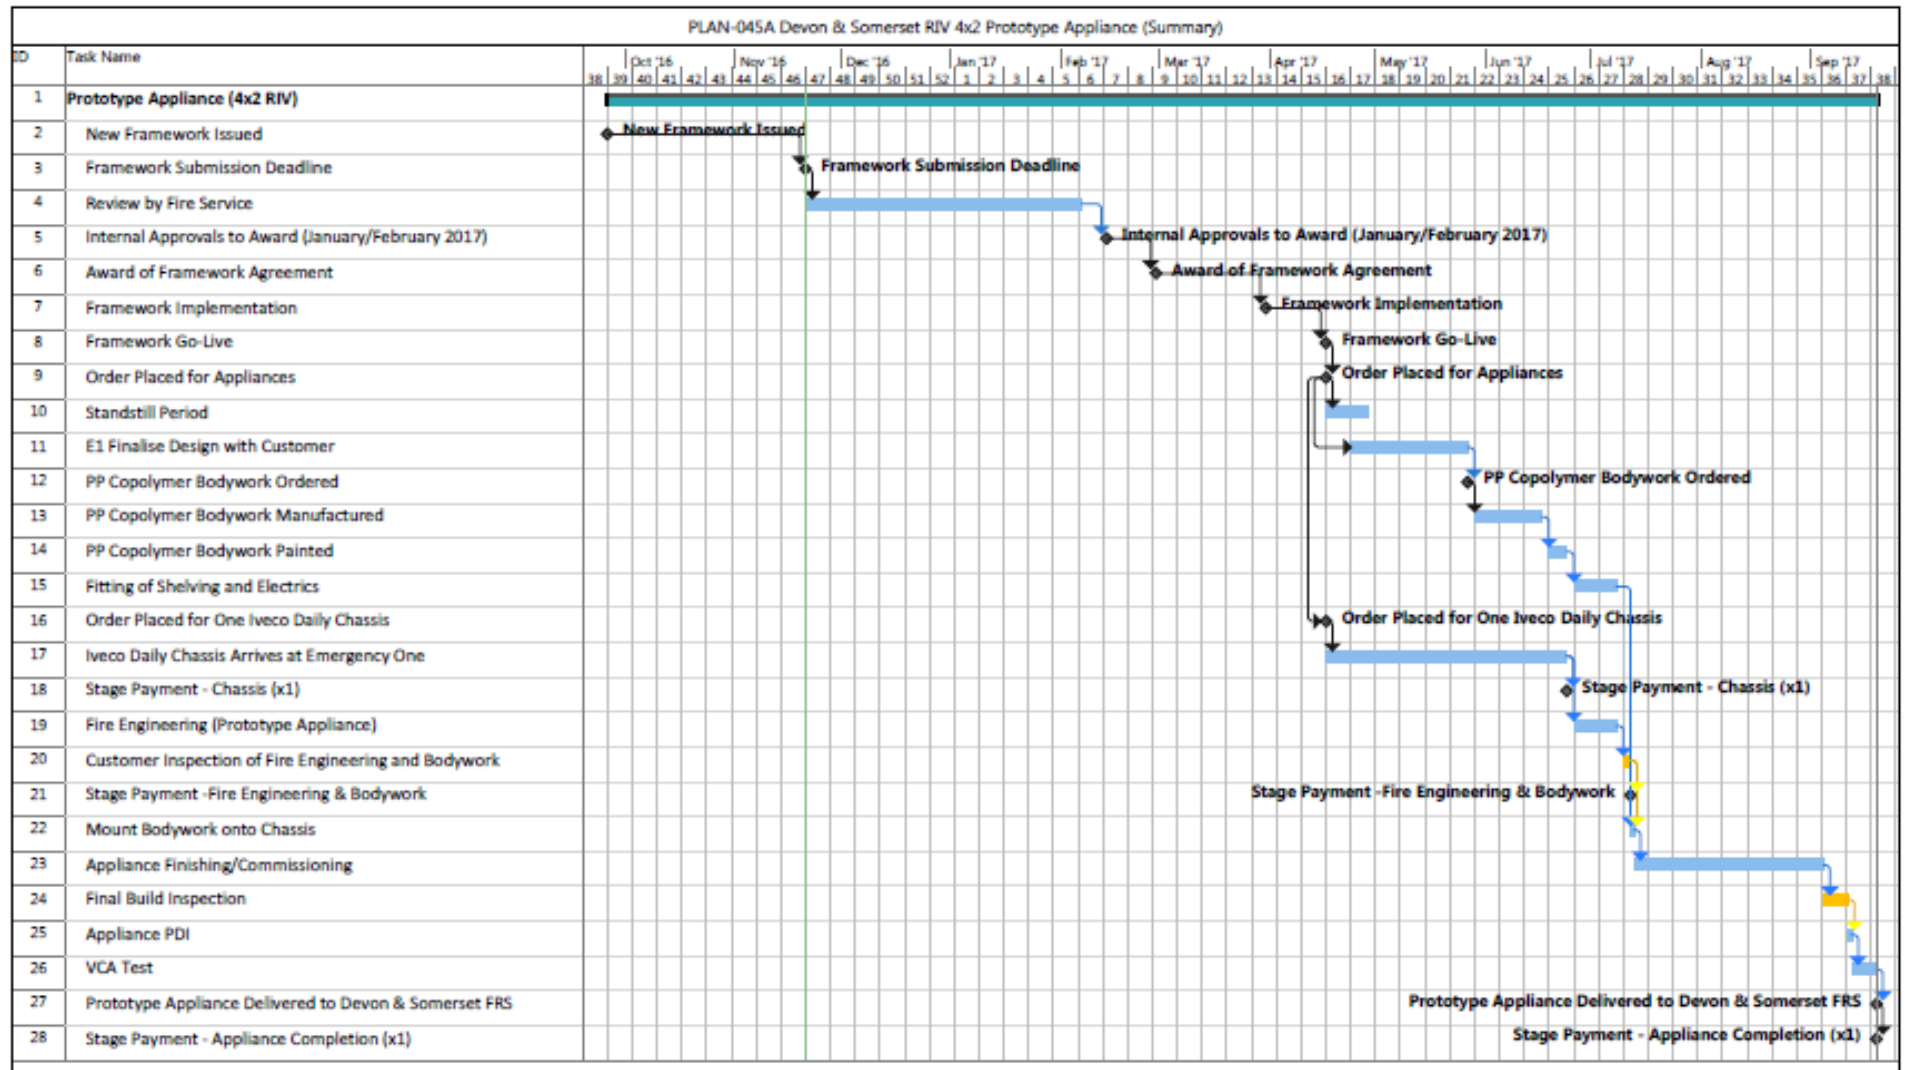 PLAN-045A Devon & Somerset RIV 4x2 Prototype Appliance (Summary)
ID Task Name Oct '16 Nov '16 Dec '16 Jan '17 Feb '17 Mar '17 Apr '17 May '17 Jun '17 Jul '17 Aug '17 Sep '17
38 39 40 41 42 43 44 45 46 47 48 49 50 51 52 1 2 3 4 5 6 7 8 9 10 11 12 13 14 15 16 17 18 19 20 21 22 23 24 25 26 27 28 29 30 31 32 33 34 35 36 37 38
1 Prototype Appliance (4x2 RIV)
2 New Framework Issued New Framework Issued
3 Framework Submission Deadline Framework Submission Deadline
4 Review by Fire Service
5 Internal Approvals to Award (January/February 2017) Internal Approvals to Award (January/February 2017)
6 Award of Framework Agreement Award of Framework Agreement
7 Framework Implementation Framework Implementation
8 Framework Go-Live Framework Go-Live
9 Order Placed for Appliances Order Placed for Appliances
10 Standstill Period
11 E1 Finalise Design with Customer
12 PP Copolymer Bodywork Ordered PP Copolymer Bodywork Ordered
13 PP Copolymer Bodywork Manufactured
14 PP Copolymer Bodywork Painted
15 Fitting of Shelving and Electrics
16 Order Placed for One Iveco Daily Chassis Order Placed for One Iveco Daily Chassis
17 Iveco Daily Chassis Arrives at Emergency One
18 Stage Payment - Chassis (x1) Stage Payment - Chassis (x1)
19 Fire Engineering (Prototype Appliance)
20 Customer Inspection of Fire Engineering and Bodywork
21 Stage Payment -Fire Engineering & Bodywork Stage Payment -Fire Engineering & Bodywork
22 Mount Bodywork onto Chassis
23 Appliance Finishing/Commissioning
24 Final Build Inspection
25 Appliance PDI
26 VCA Test
27 Prototype Appliance Delivered to Devon & Somerset FRS Prototype Appliance Delivered to Devon & Somerset FRS
28 Stage Payment - Appliance Completion (x1) Stage Payment - Appliance Completion (x1)